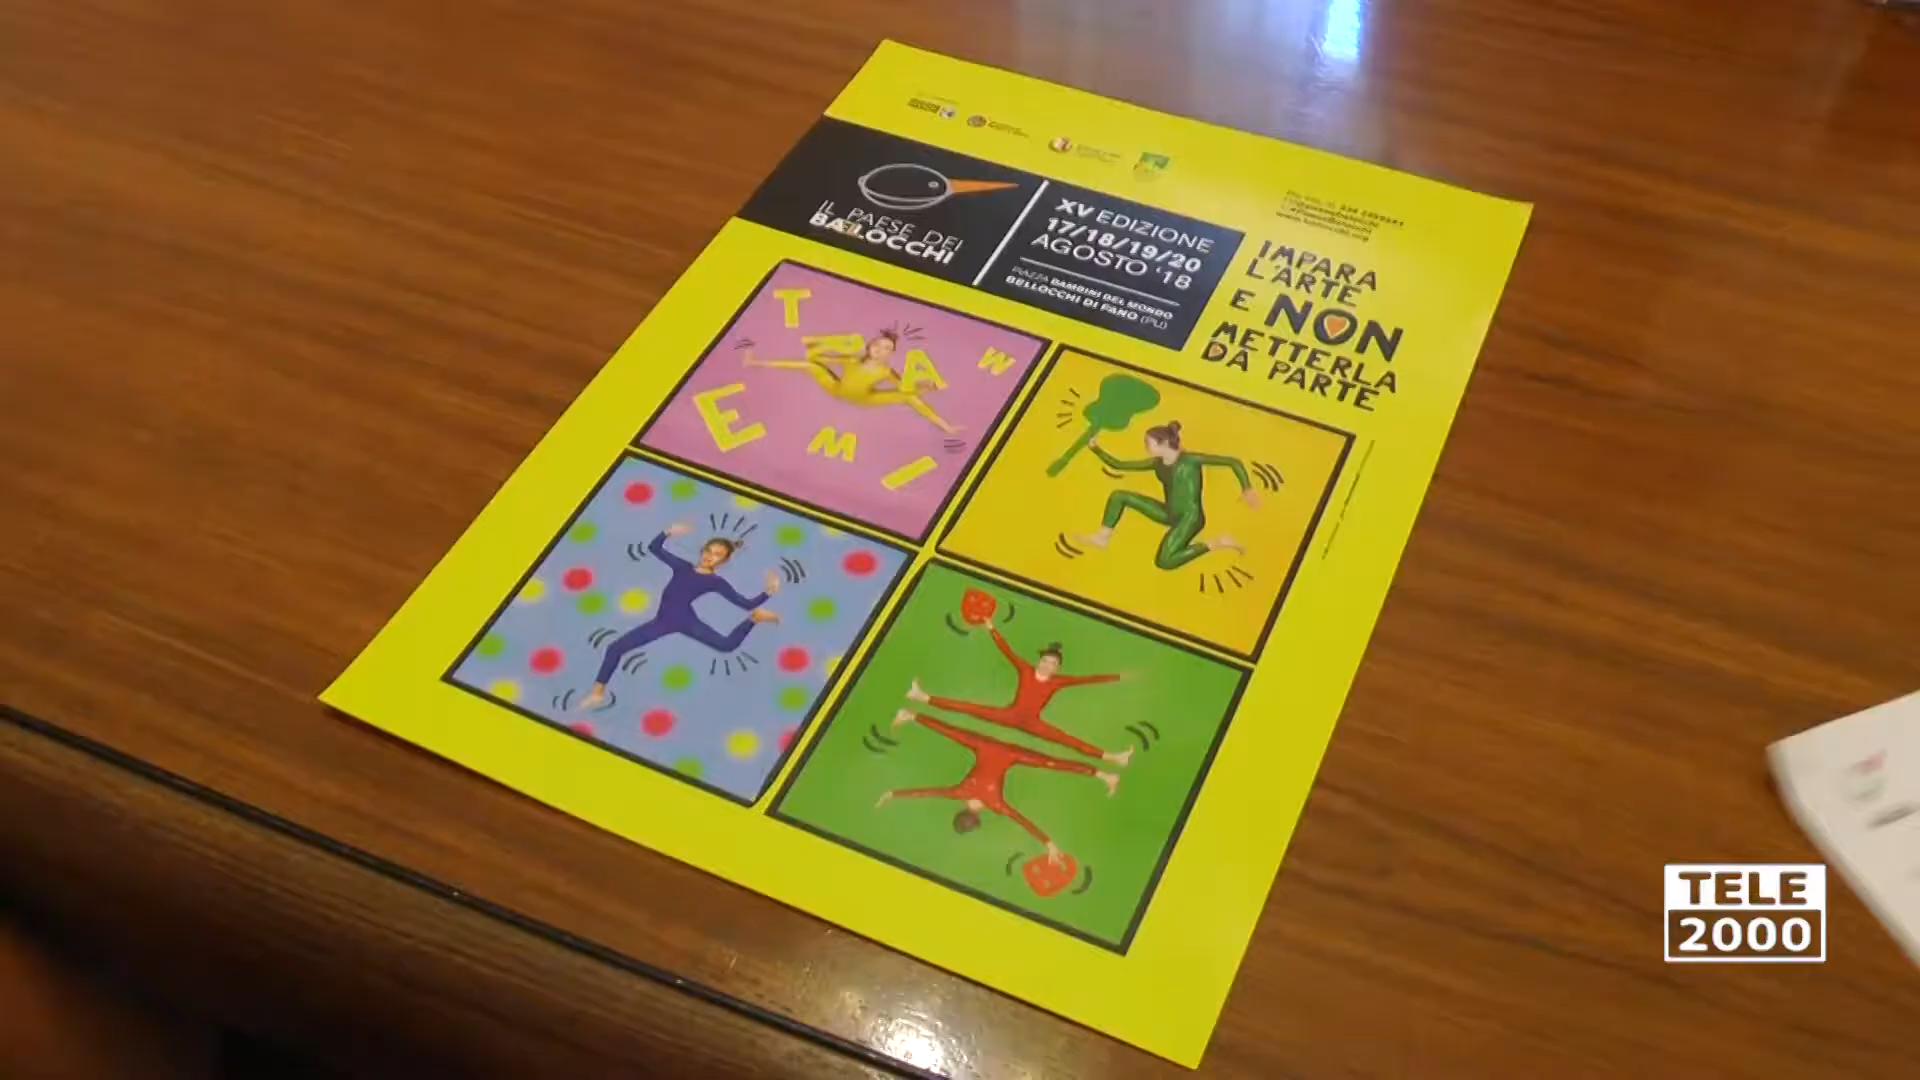 IL PAESE DEI
BALOCCHI
XV EDIZIONE
17/18/19/20
AGOSTO '18
PIAZZA BAMBINI DEL MONDO
BELLOCCHI DI FANO (PU)
IMPARA
L'ARTE
E NON
METTERLA
DA PARTE
T
R
A
W
E
M
I
TELE
2000